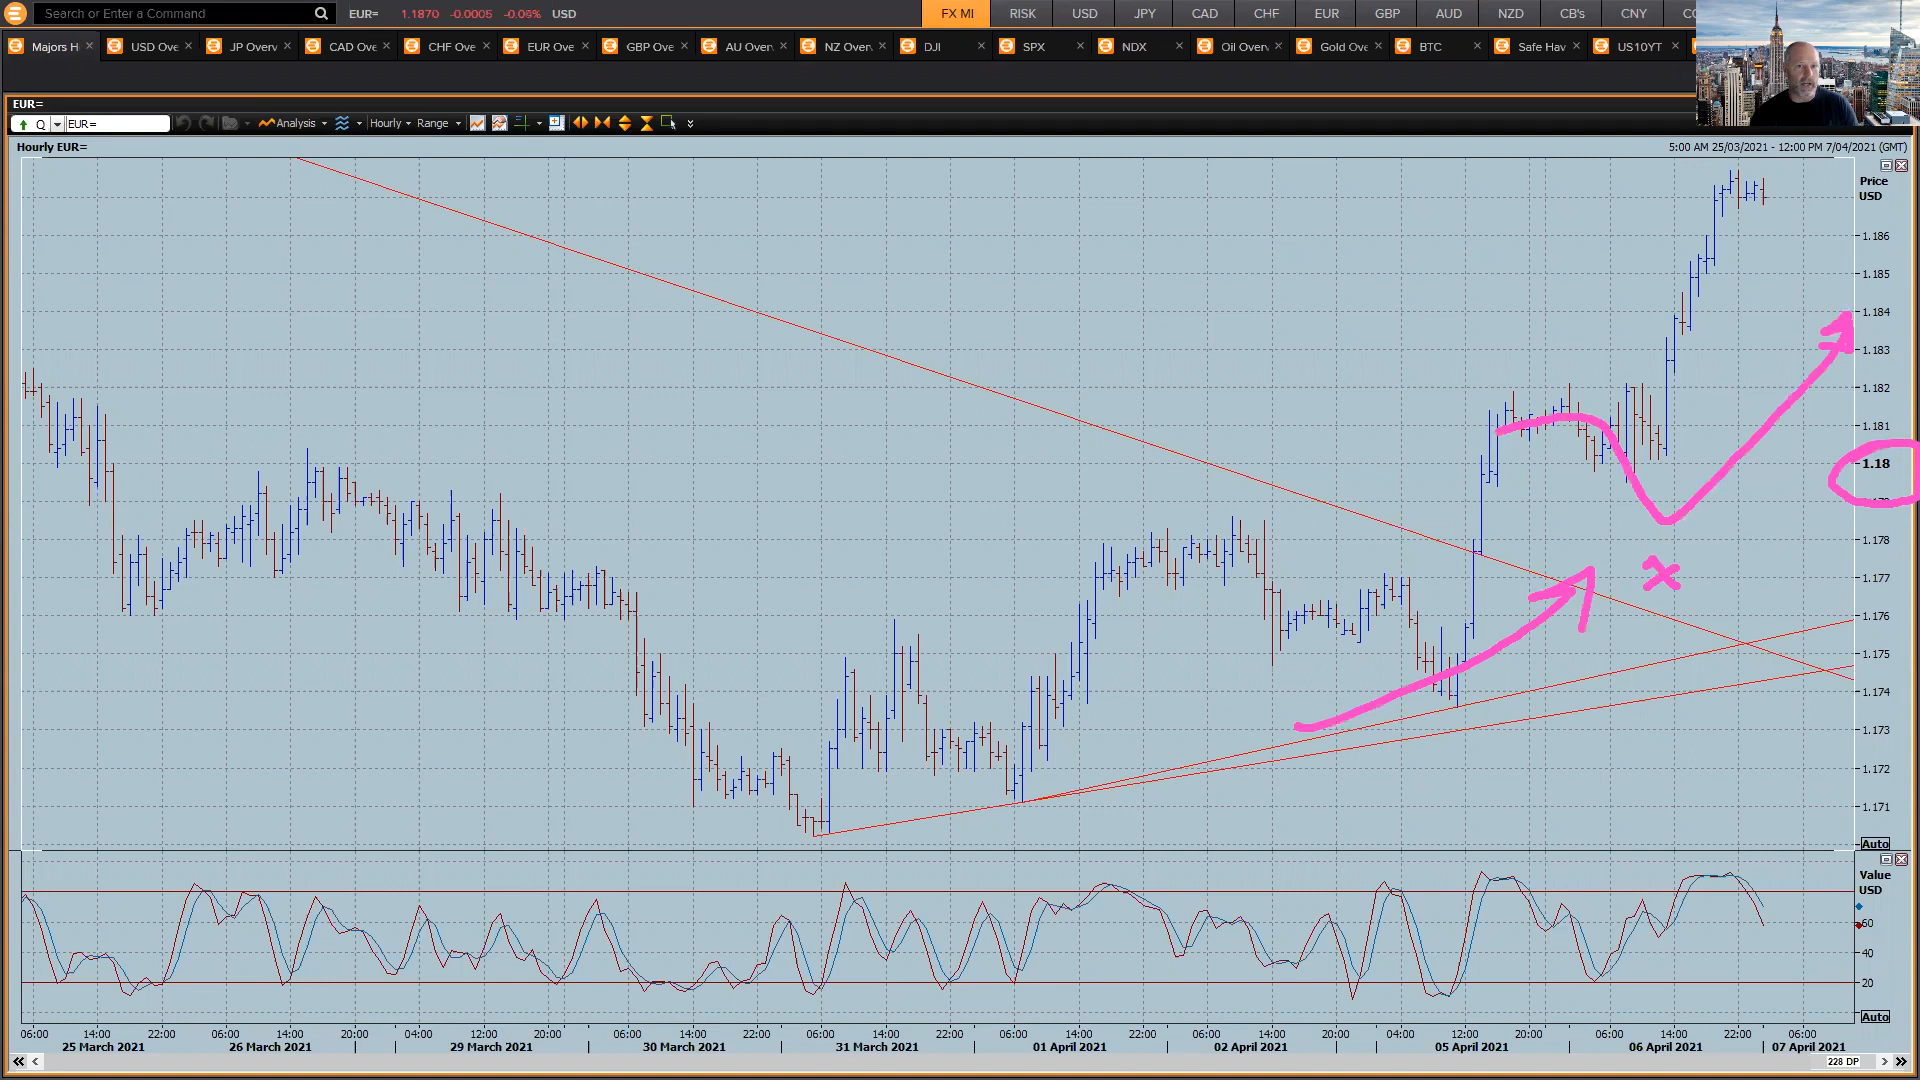 Search or Enter a Command EUR= 1.1870 -0.0005 -0.06% USD FX MI RISK USD JPY CAD CHF EUR GBP AUD NZD CB's CNY
Majors H USD Ove JP Overv CAD Ove CHF Ove EUR Ove GBP Ove AU Over NZ Over DJI SPX NDX Oil Overv Gold Ove BTC Safe Hav US10YT
EUR=
Q EUR= Analysis Hourly Range
Hourly EUR= 5:00 AM 25/03/2021 - 12:00 PM 7/04/2021 (GMT)
Price
USD
1.186
1.185
1.184
1.183
1.182
1.181
1.18
1.178
1.177
1.176
1.175
1.174
1.173
1.172
1.171
Auto
Value
USD
60
40
20
Auto
06:00 14:00 22:00 06:00 14:00 20:00 04:00 12:00 20:00 06:00 14:00 22:00 06:00 14:00 22:00 06:00 14:00 22:00 06:00 14:00 20:00 04:00 12:00 20:00 06:00 14:00 22:00 06:00
25 March 2021 26 March 2021 29 March 2021 30 March 2021 31 March 2021 01 April 2021 02 April 2021 05 April 2021 06 April 2021 07 April 2021
228 DP